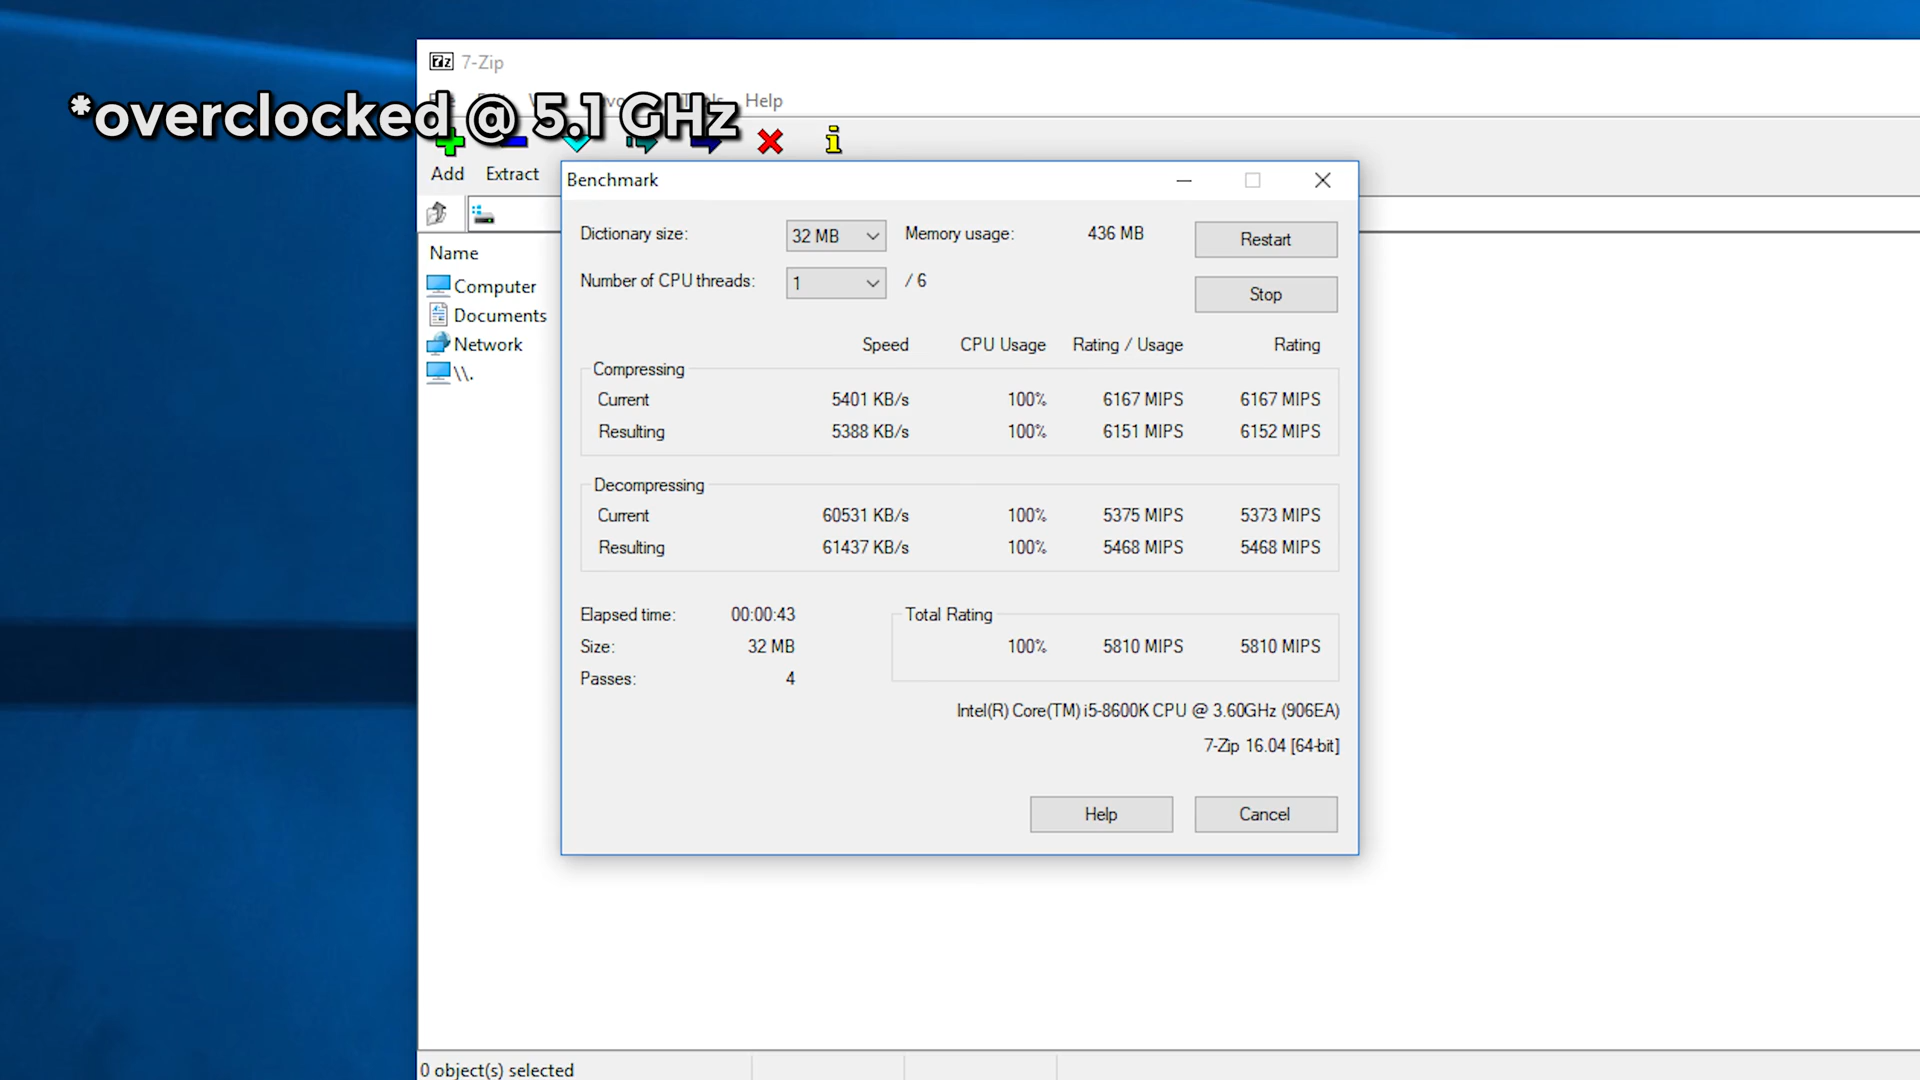 7-Zip
*overclocked @ 5.1 GHz
Help
Add Extract
Benchmark
Dictionary size: 32 MB Memory usage: 436 MB Restart
Number of CPU threads: 1 / 6
Stop
Name
Computer
Documents
Network
\\.
Speed CPU Usage Rating / Usage Rating
Compressing
Current 5401 KB/s 100% 6167 MIPS 6167 MIPS
Resulting 5388 KB/s 100% 6151 MIPS 6152 MIPS
Decompressing
Current 60531 KB/s 100% 5375 MIPS 5373 MIPS
Resulting 61437 KB/s 100% 5468 MIPS 5468 MIPS
Elapsed time: 00:00:43 Total Rating
Size: 32 MB 100% 5810 MIPS 5810 MIPS
Passes: 4
Intel(R) Core(TM) i5-8600K CPU @ 3.60GHz (906EA)
7-Zip 16.04 [64-bit]
Help Cancel
0 object(s) selected